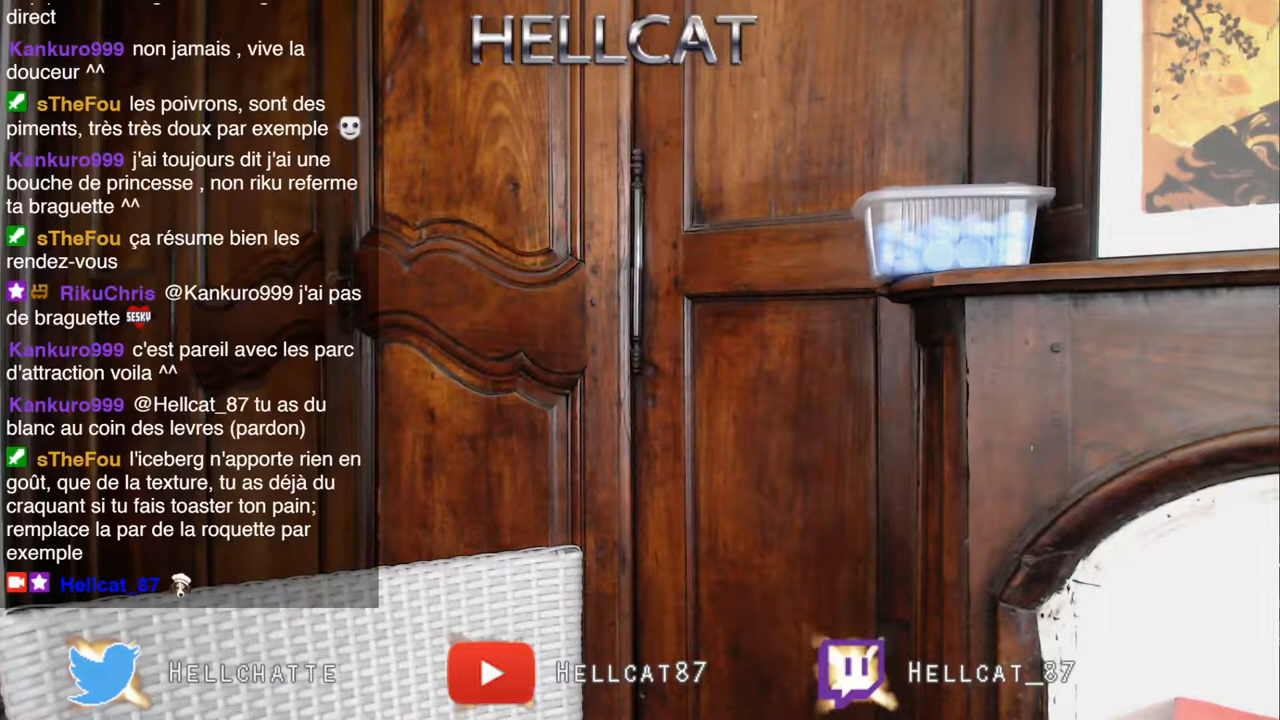 direct
Kankuro999 non jamais , vive la
douceur ^^
sTheFou les poivrons, sont des
piments, très très doux par exemple
Kankuro999 j'ai toujours dit j'ai une
bouche de princesse , non riku referme
ta braguette ^^
sTheFou ça résume bien les
rendez-vous
RikuChris @Kankuro999 j'ai pas
de braguette SESKU
Kankuro999 c'est pareil avec les parc
d'attraction voila ^^
Kankuro999 @Hellcat_87 tu as du
blanc au coin des levres (pardon)
sTheFou l'iceberg n'apporte rien en
goût, que de la texture, tu as déjà du
craquant si tu fais toaster ton pain;
remplace la par de la roquette par
exemple
Hellcat_87
HELLCAT
HELLCHATTE
HELLCAT87
HELLCAT_87